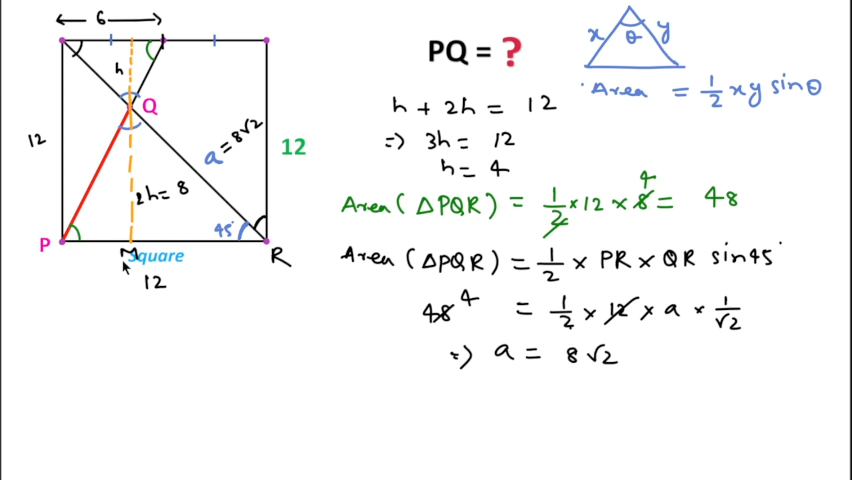 6
PQ = ?
x θ y
Area = 1/2 xy sinθ
h
Q
12
a = 8√2
12
h + 2h = 12
=> 3h = 12
h = 4
2h = 8
Area (△PQR) = 1/2 × 12 × 8 4 = 48
P
45°
M
Square
R
12
Area (△PQR) = 1/2 × PR × QR sin45°
48 4 = 1/2 × 12 × a × 1/√2
=> a = 8√2